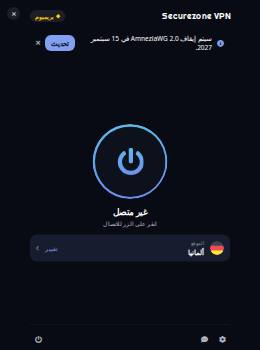 Securezone VPN
بريميوم
سيتم إيقاف AmneziaWG 2.0 في 15 سبتمبر
2027.
تحديث
غير متصل
انقر على الزر للاتصال
الموقع
ألمانيا
تغيير